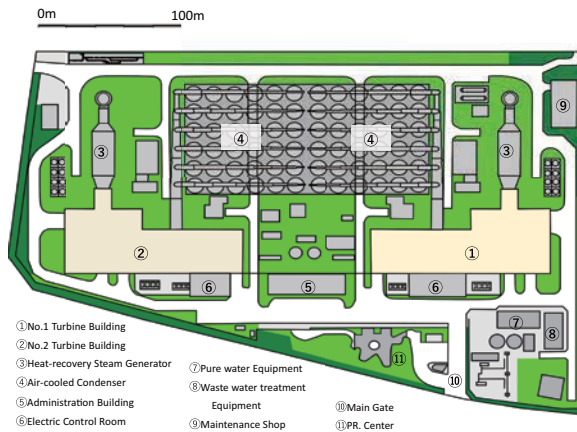 0m 100m
⑨
③ ④ ④ ③
② ①
⑥ ⑤ ⑥
⑦ ⑧
⑪
⑩
①No.1 Turbine Building
②No.2 Turbine Building
③Heat-recovery Steam Generator
④Air-cooled Condenser
⑤Administration Building
⑥Electric Control Room
⑦Pure water Equipment
⑧Waste water treatment
Equipment
⑨Maintenance Shop
⑩Main Gate
⑪PR. Center